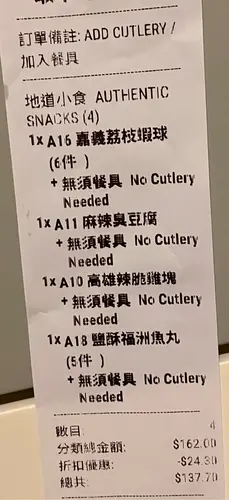 訂單備註: ADD CUTLERY /
加入餐具
地道小食 AUTHENTIC
SNACKS (4)
1x A16 嘉義荔枝蝦球
(6件 )
+ 無須餐具 No Cutlery
Needed
1x A11 麻辣臭豆腐
+ 無須餐具 No Cutlery
Needed
1x A10 高雄辣脆雞塊
+ 無須餐具 No Cutlery
Needed
1x A18 鹽酥福洲魚丸
(5件 )
+ 無須餐具 No Cutlery
Needed
數目: 4
分類總金額: $162.00
折扣優惠: -$24.30
總共: $137.70